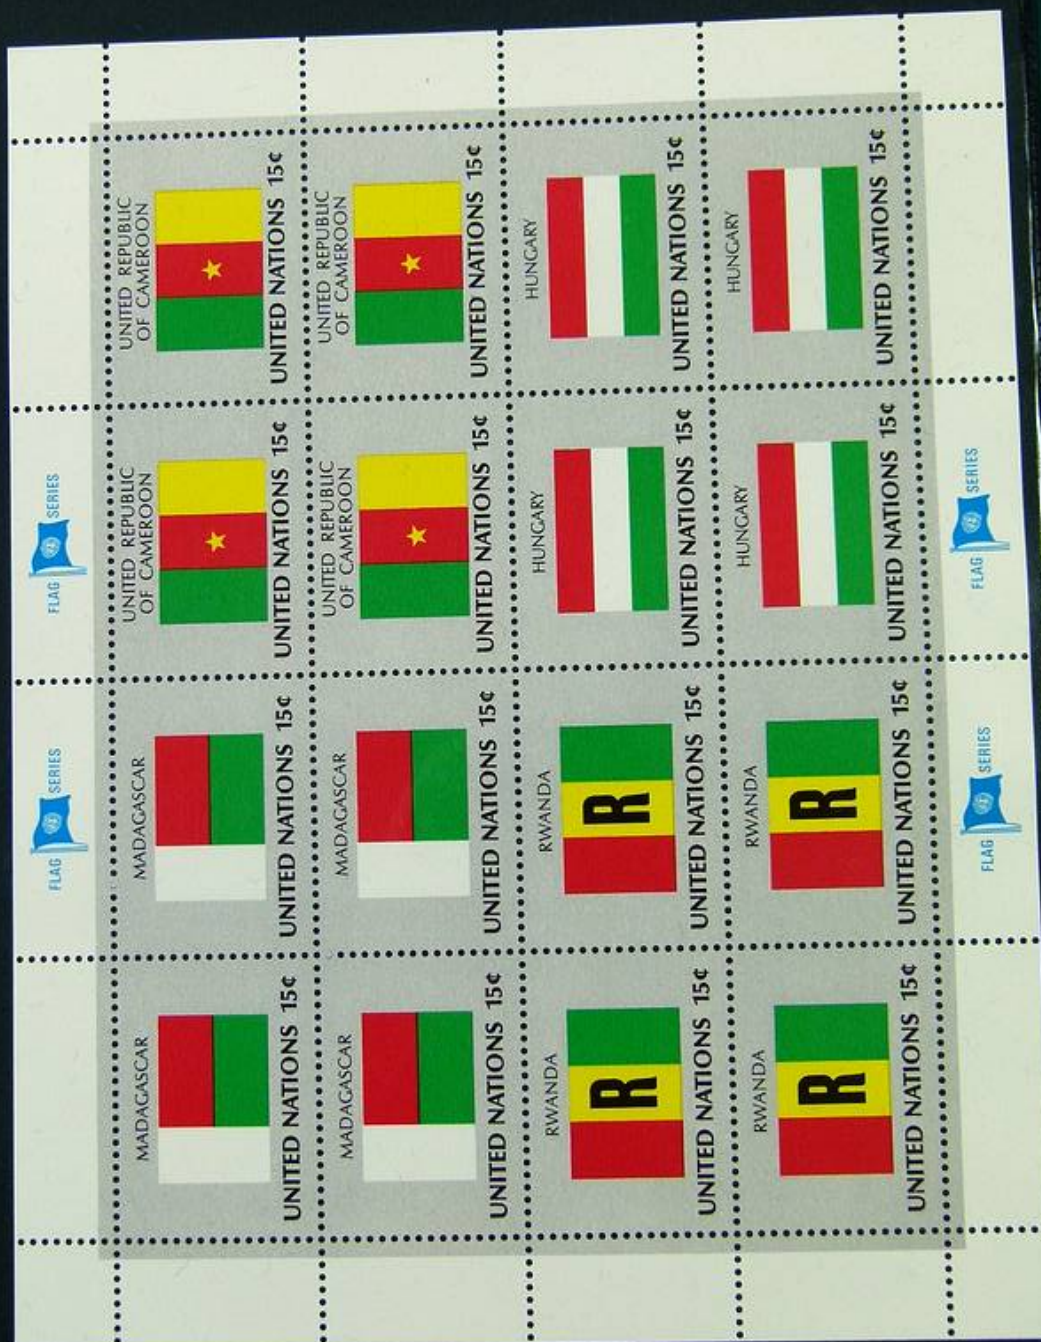 FLAG SERIES
FLAG SERIES
MADAGASCAR
UNITED NATIONS 15¢
MADAGASCAR
UNITED NATIONS 15¢
UNITED REPUBLIC
OF CAMEROON
UNITED NATIONS 15¢
UNITED REPUBLIC
OF CAMEROON
UNITED NATIONS 15¢
MADAGASCAR
UNITED NATIONS 15¢
MADAGASCAR
UNITED NATIONS 15¢
UNITED REPUBLIC
OF CAMEROON
UNITED NATIONS 15¢
UNITED REPUBLIC
OF CAMEROON
UNITED NATIONS 15¢
RWANDA
R
UNITED NATIONS 15¢
RWANDA
R
UNITED NATIONS 15¢
HUNGARY
UNITED NATIONS 15¢
HUNGARY
UNITED NATIONS 15¢
RWANDA
R
UNITED NATIONS 15¢
RWANDA
R
UNITED NATIONS 15¢
HUNGARY
UNITED NATIONS 15¢
HUNGARY
UNITED NATIONS 15¢
FLAG SERIES
FLAG SERIES